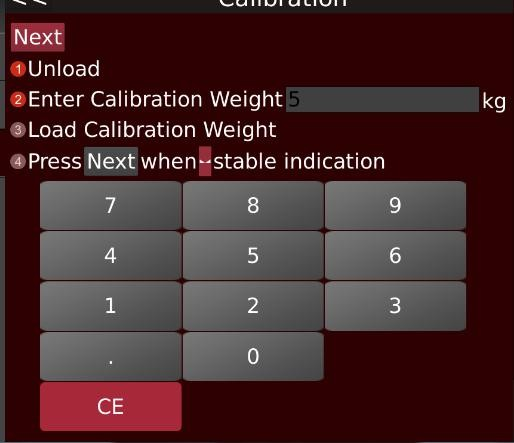 << Calibration
Next
1 Unload
2 Enter Calibration Weight 5 kg
3 Load Calibration Weight
4 Press Next when ~ stable indication
7 8 9
4 5 6
1 2 3
. 0
CE